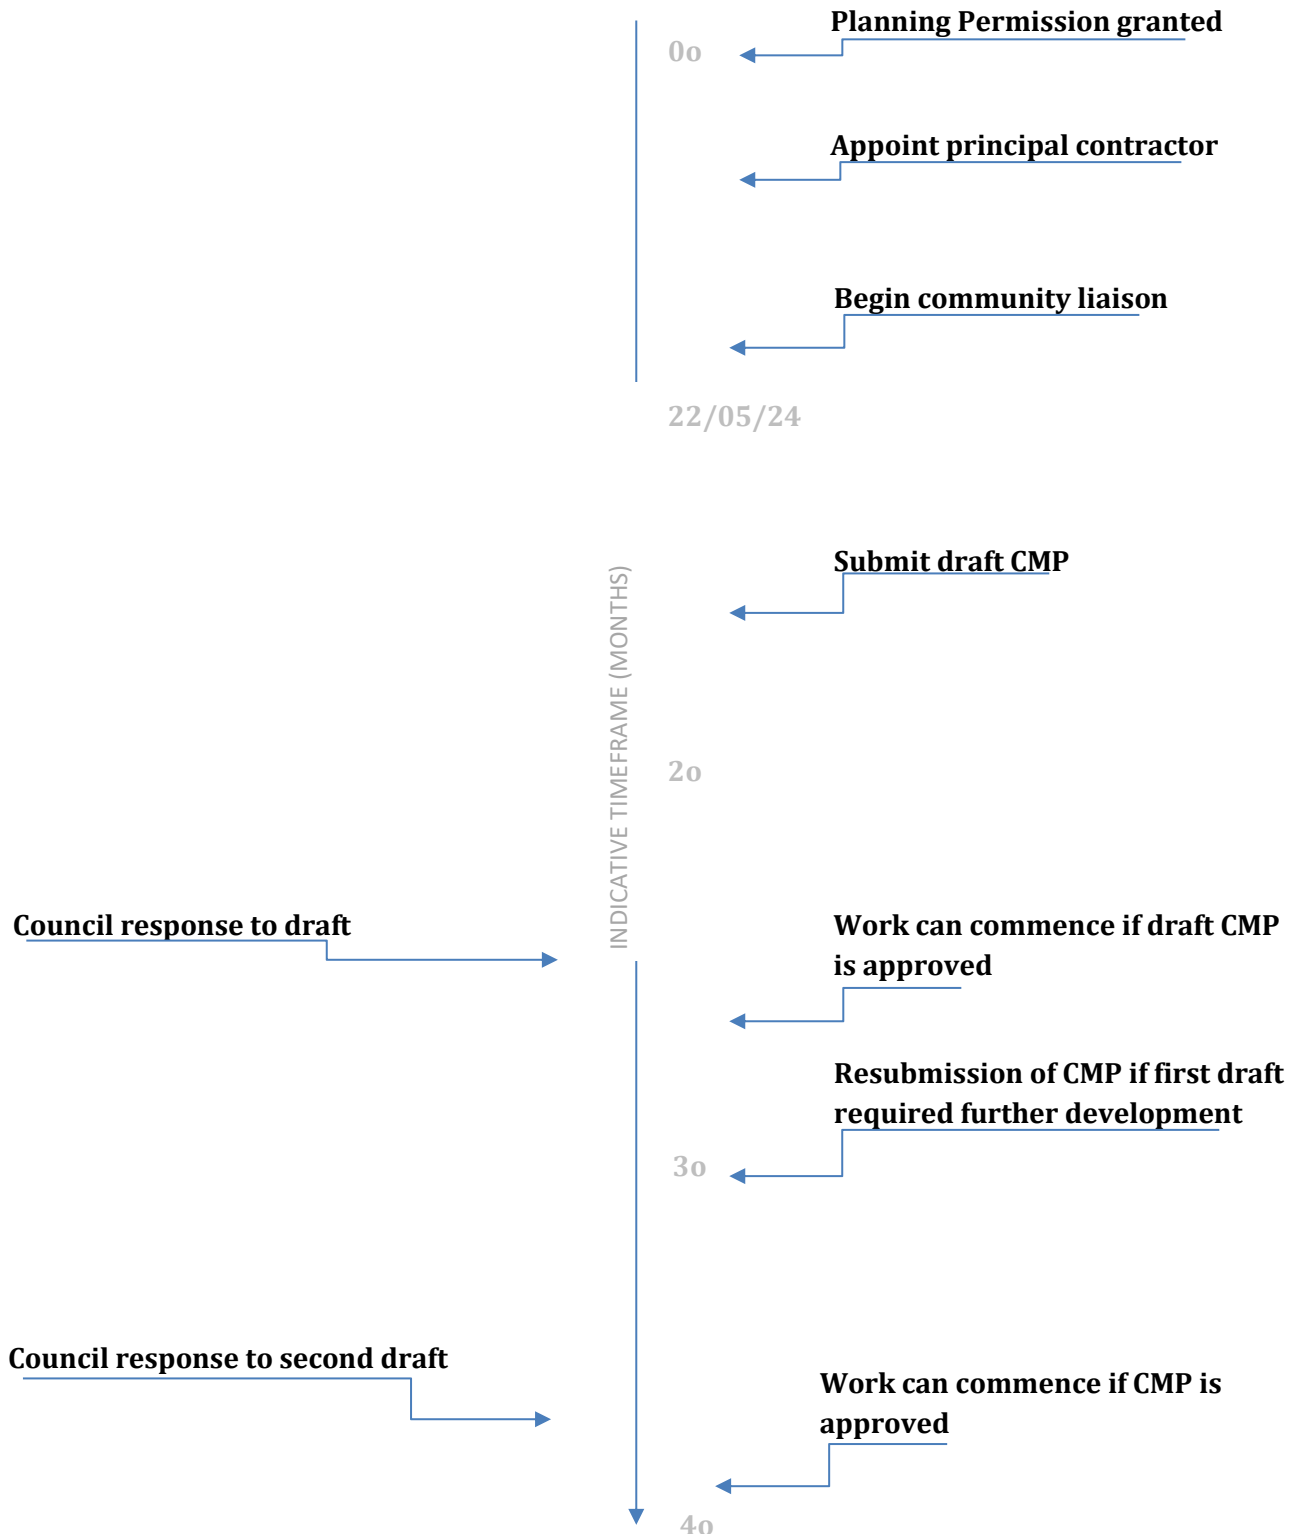 Planning Permission granted
0o
Appoint principal contractor
Begin community liaison
22/05/24
Submit draft CMP
INDICATIVE TIMEFRAME (MONTHS)
2o
Council response to draft
Work can commence if draft CMP
is approved
Resubmission of CMP if first draft
required further development
3o
Council response to second draft
Work can commence if CMP is
approved
4o